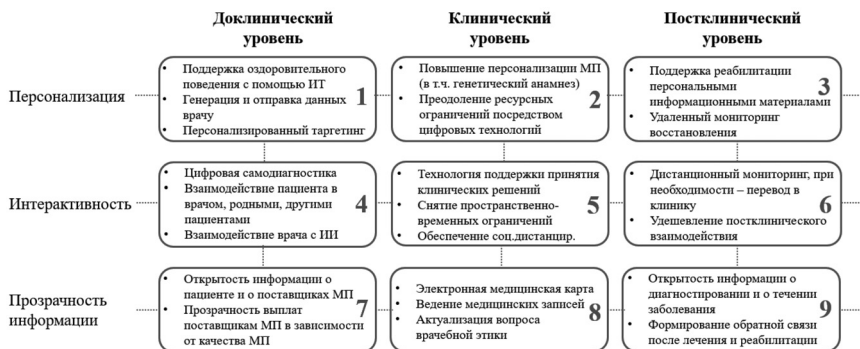 Доклинический
уровень
Клинический
уровень
Постклинический
уровень
Персонализация
• Поддержка оздоровительного
поведения с помощью ИТ
• Генерация и отправка данных
врачу
• Персонализированный таргетинг
1
• Повышение персонализации МП
(в т.ч. генетический анамнез)
• Преодоление ресурсных
ограничений посредством
цифровых технологий
2
• Поддержка реабилитации
персональными
информационными материалами
• Удаленный мониторинг
восстановления
3
Интерактивность
• Цифровая самодиагностика
• Взаимодействие пациента в
врачом, родными, другими
пациентами
• Взаимодействие врача с ИИ
4
• Технология поддержки принятия
клинических решений
• Снятие пространственно-
временных ограничений
• Обеспечение соц.дистанцир.
5
• Дистанционный мониторинг, при
необходимости – перевод в
клинику
• Удешевление постклинического
взаимодействия
6
Прозрачность
информации
• Открытость информации о
пациенте и о поставщиках МП
• Прозрачность выплат
поставщикам МП в зависимости
от качества МП
7
• Электронная медицинская карта
• Ведение медицинских записей
• Актуализация вопроса
врачебной этики
8
• Открытость информации о
диагностировании и о течении
заболевания
• Формирование обратной связи
после лечения и реабилитации
9